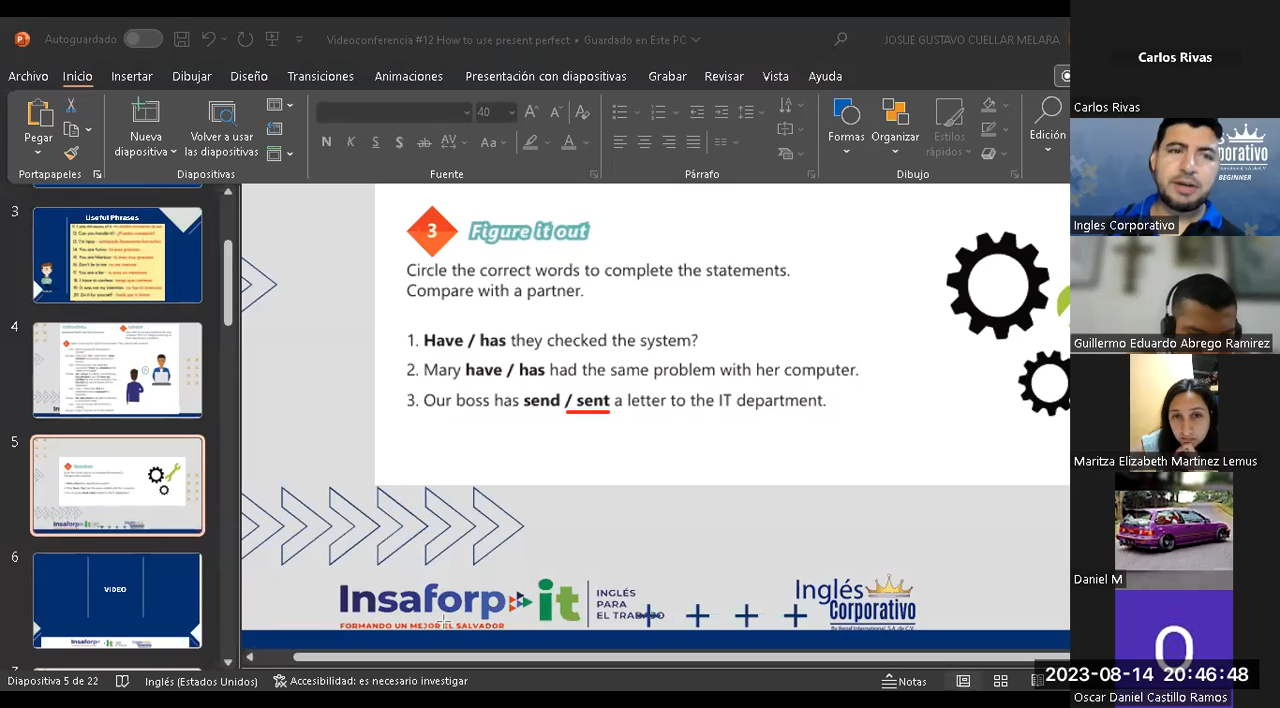 Autoguardado
Videoconferencia #12 How to use present perfect • Guardado en Este PC
JOSUE GUSTAVO CUELLAR MELARA
Archivo Inicio Insertar Dibujar Diseño Transiciones Animaciones Presentación con diapositivas Grabar Revisar Vista Ayuda
Pegar
Nueva diapositiva
Volver a usar las diapositivas
40
N K S S ab AV Aa A
Formas
Organizar
Estilos rápidos
Edición
Portapapeles Diapositivas Fuente Párrafo Dibujo
3
Useful Phrases
4
5
6
VIDEO
3 Figure it out
Circle the correct words to complete the statements.
Compare with a partner.
1. Have / has they checked the system?
2. Mary have / has had the same problem with her computer.
3. Our boss has send / sent a letter to the IT department.
Insaforp it
FORMANDO UN MEJOR EL SALVADOR
INGLÉS
PARA
EL TRABAJO
Inglés
Corporativo
Diapositiva 5 de 22
Inglés (Estados Unidos)
Accesibilidad: es necesario investigar
Notas
Carlos Rivas
Carlos Rivas
porativo
BEGINNER
Ingles Corporativo
Guillermo Eduardo Abrego Ramirez
Maritza Elizabeth Martinez Lemus
Daniel M
O
2023-08-14 20:46:48
Oscar Daniel Castillo Ramos